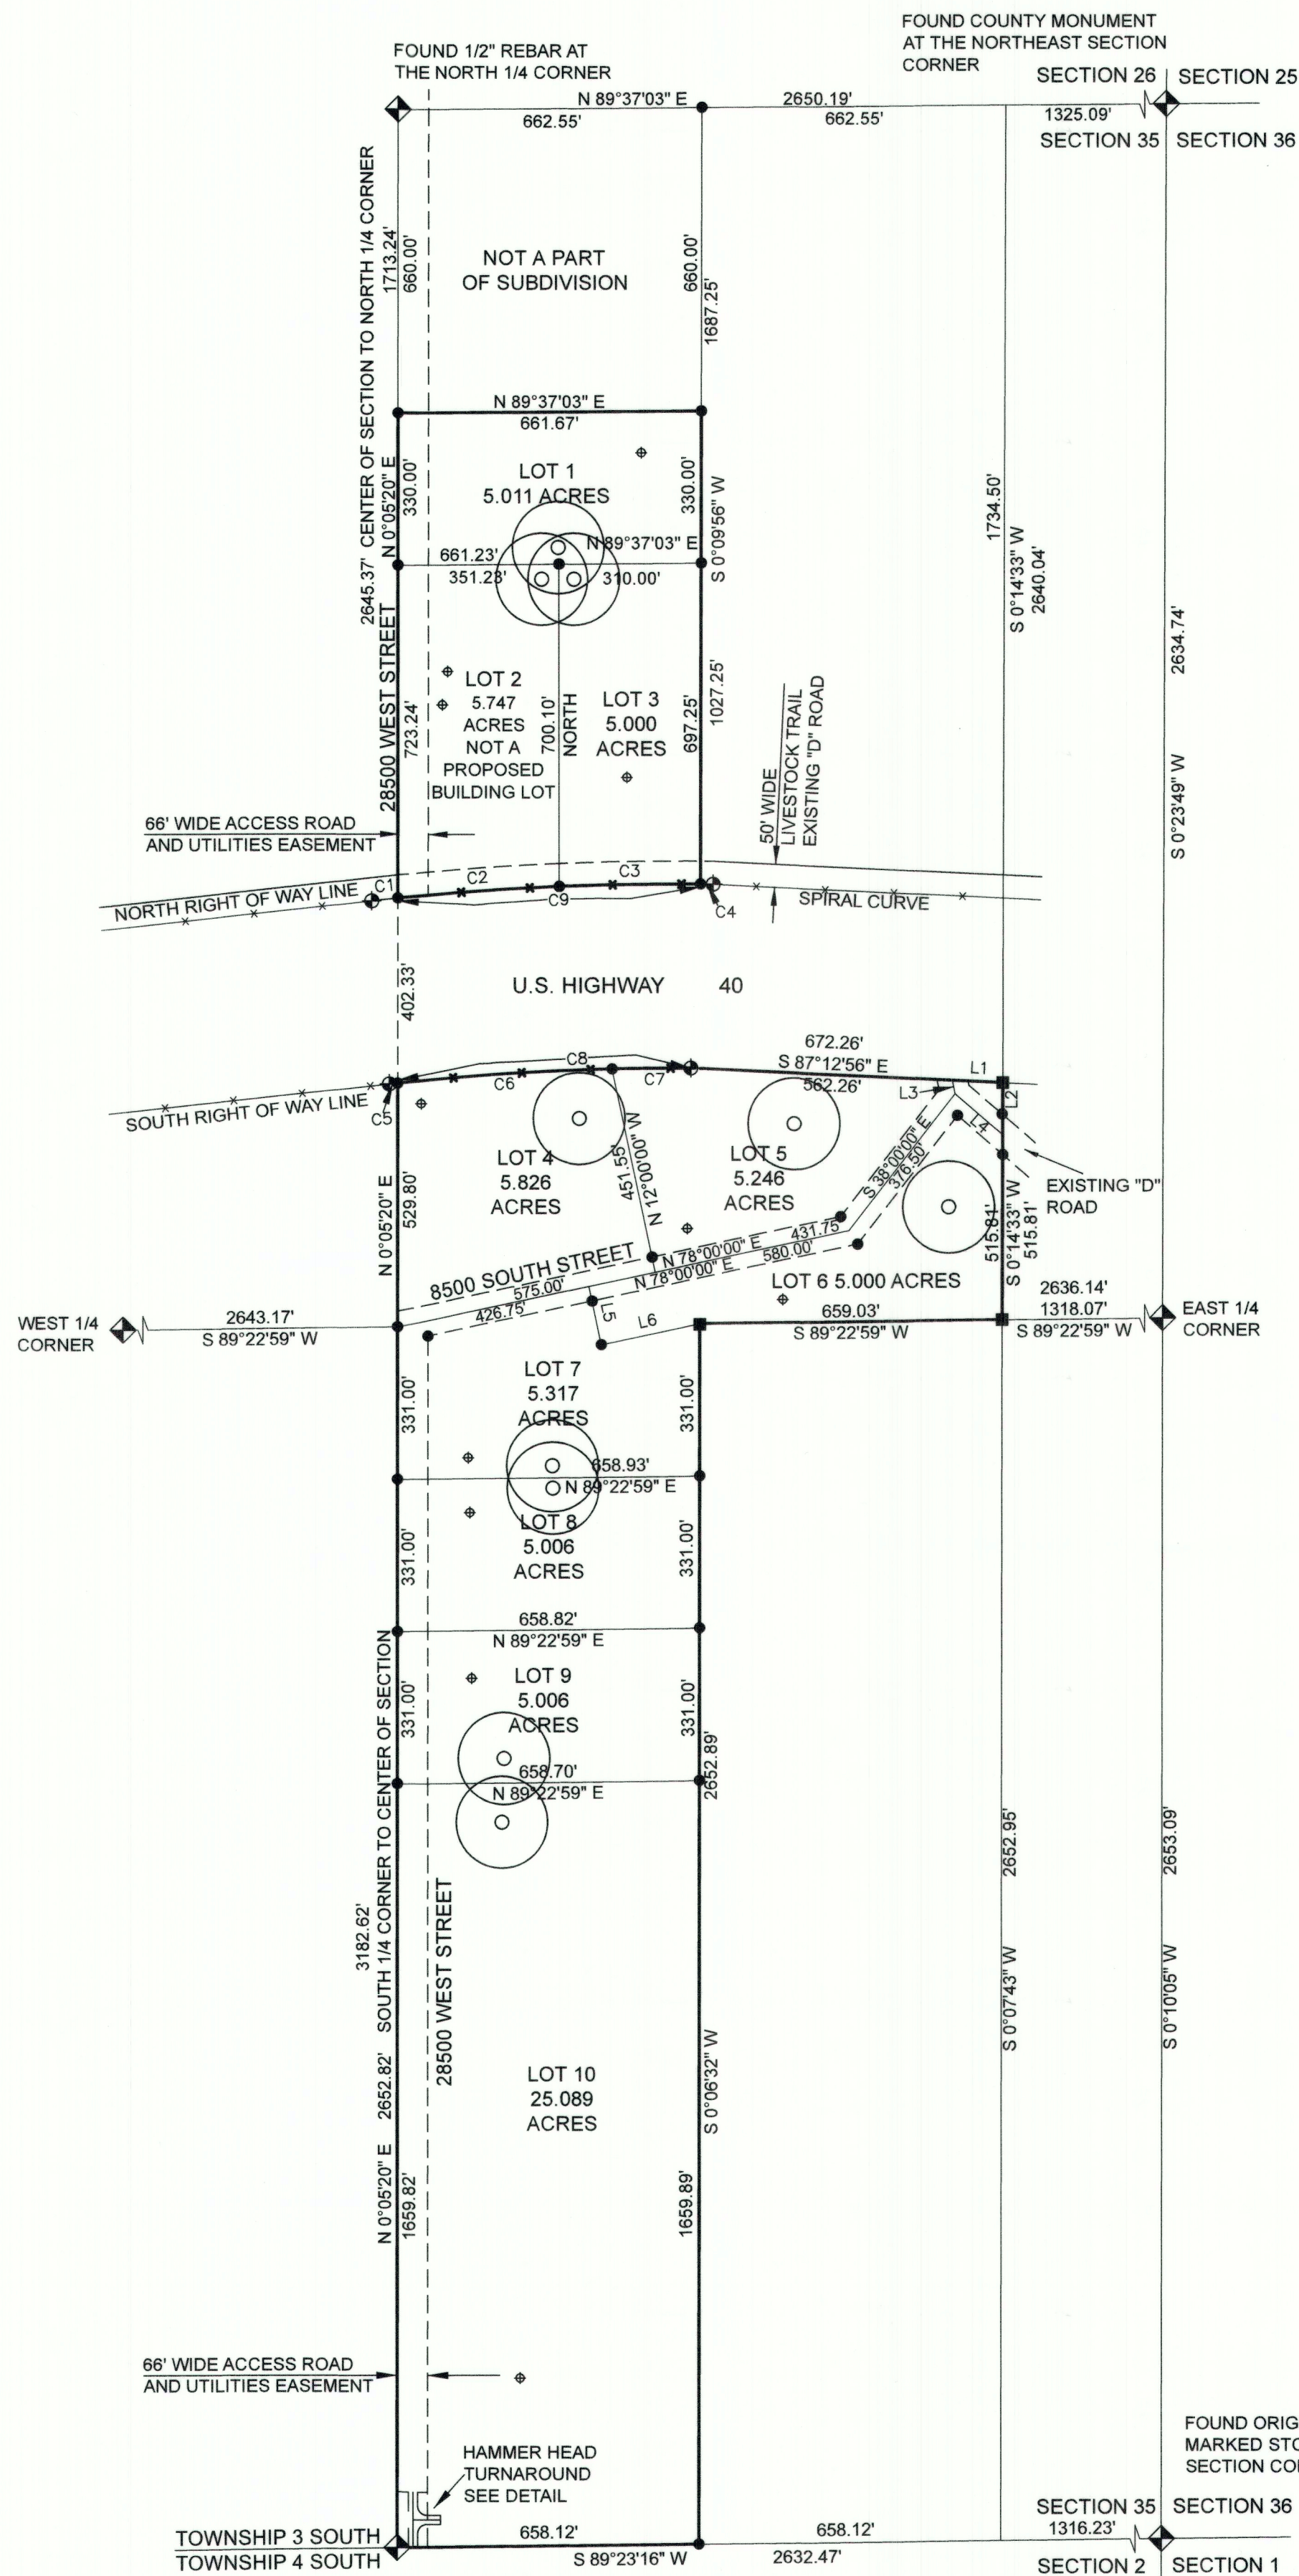 FOUND COUNTY MONUMENT
AT THE NORTHEAST SECTION
CORNER
FOUND 1/2" REBAR AT
THE NORTH 1/4 CORNER
SECTION 26
SECTION 25
N 89°37'03" E
2650.19'
662.55'
662.55'
1325.09'
SECTION 35
SECTION 36
2645.37' CENTER OF SECTION TO NORTH 1/4 CORNER
1713.24'
660.00'
NOT A PART
OF SUBDIVISION
660.00'
1687.25'
N 89°37'03" E
661.67'
N 0°05'20" E
330.00'
LOT 1
5.011 ACRES
330.00'
S 0°09'56" W
1734.50'
S 0°14'33" W
2640.04'
661.23'
N 89°37'03" E
351.23'
310.00'
28500 WEST STREET
723.24'
LOT 2
5.747
ACRES
NOT A
PROPOSED
BUILDING LOT
700.10'
NORTH
LOT 3
5.000
ACRES
697.25'
1027.25'
2634.74'
S 0°23'49" W
50' WIDE
LIVESTOCK TRAIL
EXISTING "D" ROAD
66' WIDE ACCESS ROAD
AND UTILITIES EASEMENT
C1
C2
C3
C9
C4
NORTH RIGHT OF WAY LINE
SPIRAL CURVE
402.33'
U.S. HIGHWAY 40
672.26'
S 87°12'56" E
562.26'
L1
C8
C6
C7
L3
L2
L4
C5
SOUTH RIGHT OF WAY LINE
N 0°05'20" E
529.80'
LOT 4
5.826
ACRES
451.55'
N 12°00'00" W
LOT 5
5.246
ACRES
S 38°00'00" E
376.50'
EXISTING "D"
ROAD
515.81'
S 0°14'33" W
515.81'
8500 SOUTH STREET
N 78°00'00" E
431.75'
N 78°00'00" E
580.00'
575.00'
426.75'
LOT 6 5.000 ACRES
L5
L6
WEST 1/4
CORNER
2643.17'
S 89°22'59" W
659.03'
S 89°22'59" W
2636.14'
1318.07'
S 89°22'59" W
EAST 1/4
CORNER
331.00'
LOT 7
5.317
ACRES
331.00'
658.93'
N 89°22'59" E
331.00'
LOT 8
5.006
ACRES
331.00'
658.82'
N 89°22'59" E
331.00'
LOT 9
5.006
ACRES
331.00'
2652.89'
658.70'
N 89°22'59" E
3182.62'
N 0°05'20" E 2652.82' SOUTH 1/4 CORNER TO CENTER OF SECTION
28500 WEST STREET
2652.95'
S 0°07'43" W
2653.09'
S 0°10'05" W
LOT 10
25.089
ACRES
S 0°06'32" W
1659.82'
1659.89'
66' WIDE ACCESS ROAD
AND UTILITIES EASEMENT
HAMMER HEAD
TURNAROUND
SEE DETAIL
FOUND ORIG
MARKED STO
SECTION CO
SECTION 35
SECTION 36
TOWNSHIP 3 SOUTH
TOWNSHIP 4 SOUTH
658.12'
658.12'
1316.23'
S 89°23'16" W
2632.47'
SECTION 2
SECTION 1